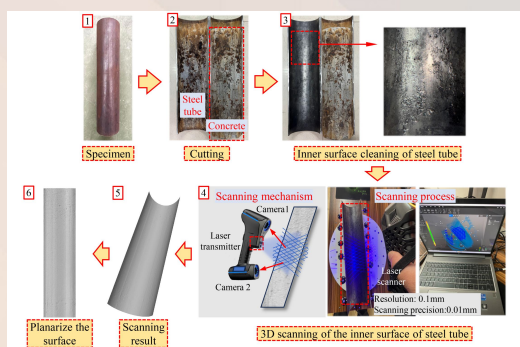 1
2
3
Steel
tube
Concrete
Specimen
Cutting
Inner surface cleaning of steel tube
6
5
4
Scanning mechanism
Camera1
Laser
transmitter
Camera 2
Scanning process
Laser
scanner
Resolution: 0.1mm
Scanning precision:0.01mm
Planarize the
surface
Scanning
result
3D scanning of the inner surface of steel tube